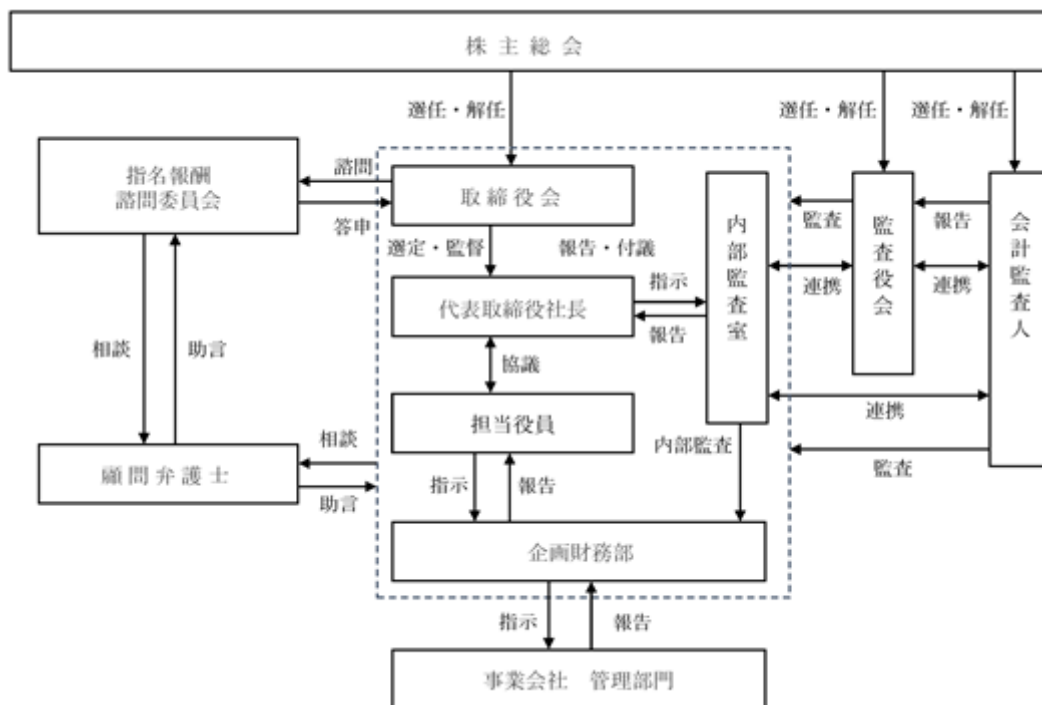 株主総会
選任・解任
選任・解任
選任・解任
指名報酬
諮問委員会
諮問
答申
取締役会
選定・監督
報告・付議
代表取締役社長
指示
報告
内部監査室
監査
連携
監査役会
報告
連携
会計監査人
相談
助言
協議
担当役員
連携
内部監査
監査
顧問弁護士
相談
助言
指示
報告
企画財務部
指示
報告
事業会社 管理部門